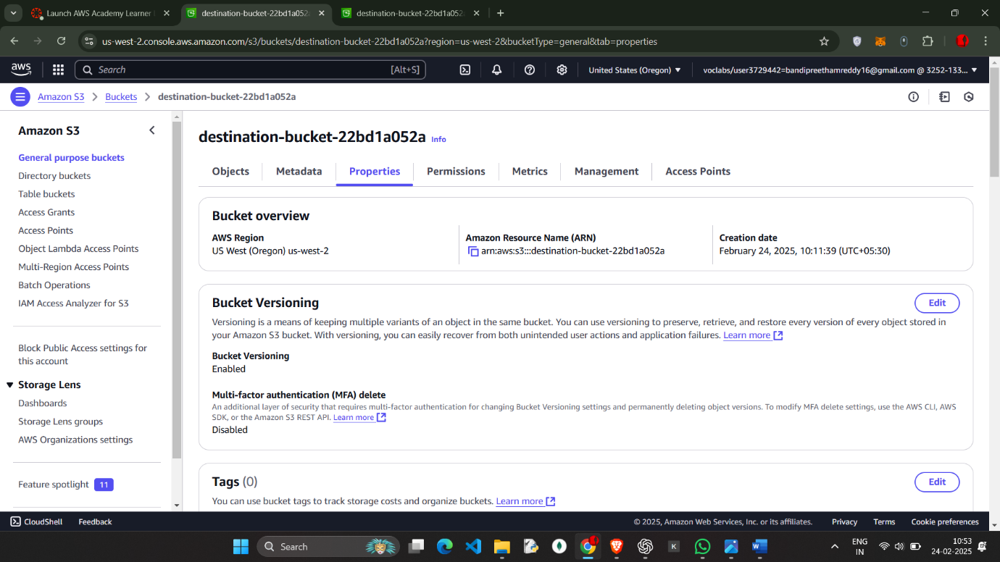 Launch AWS Academy Learner
destination-bucket-22bd1a052a
destination-bucket-22bd1a052a
us-west-2.console.aws.amazon.com/s3/buckets/destination-bucket-22bd1a052a?region=us-west-2&bucketType=general&tab=properties
aws
Search
[Alt+S]
United States (Oregon)
voclabs/user3729442=bandipreethamreddy16@gmail.com @ 3252-133...
Amazon S3
Buckets
destination-bucket-22bd1a052a
Amazon S3
General purpose buckets
Directory buckets
Table buckets
Access Grants
Access Points
Object Lambda Access Points
Multi-Region Access Points
Batch Operations
IAM Access Analyzer for S3
Block Public Access settings for
this account
Storage Lens
Dashboards
Storage Lens groups
AWS Organizations settings
Feature spotlight 11
destination-bucket-22bd1a052a Info
Objects
Metadata
Properties
Permissions
Metrics
Management
Access Points
Bucket overview
AWS Region
US West (Oregon) us-west-2
Amazon Resource Name (ARN)
arn:aws:s3:::destination-bucket-22bd1a052a
Creation date
February 24, 2025, 10:11:39 (UTC+05:30)
Bucket Versioning
Edit
Versioning is a means of keeping multiple variants of an object in the same bucket. You can use versioning to preserve, retrieve, and restore every version of every object stored in
your Amazon S3 bucket. With versioning, you can easily recover from both unintended user actions and application failures. Learn more
Bucket Versioning
Enabled
Multi-factor authentication (MFA) delete
An additional layer of security that requires multi-factor authentication for changing Bucket Versioning settings and permanently deleting object versions. To modify MFA delete settings, use the AWS CLI, AWS
SDK, or the Amazon S3 REST API. Learn more
Disabled
Tags (0)
Edit
You can use bucket tags to track storage costs and organize buckets. Learn more
CloudShell
Feedback
© 2025, Amazon Web Services, Inc. or its affiliates.
Privacy
Terms
Cookie preferences
Search
K
ENG
IN
10:53
24-02-2025